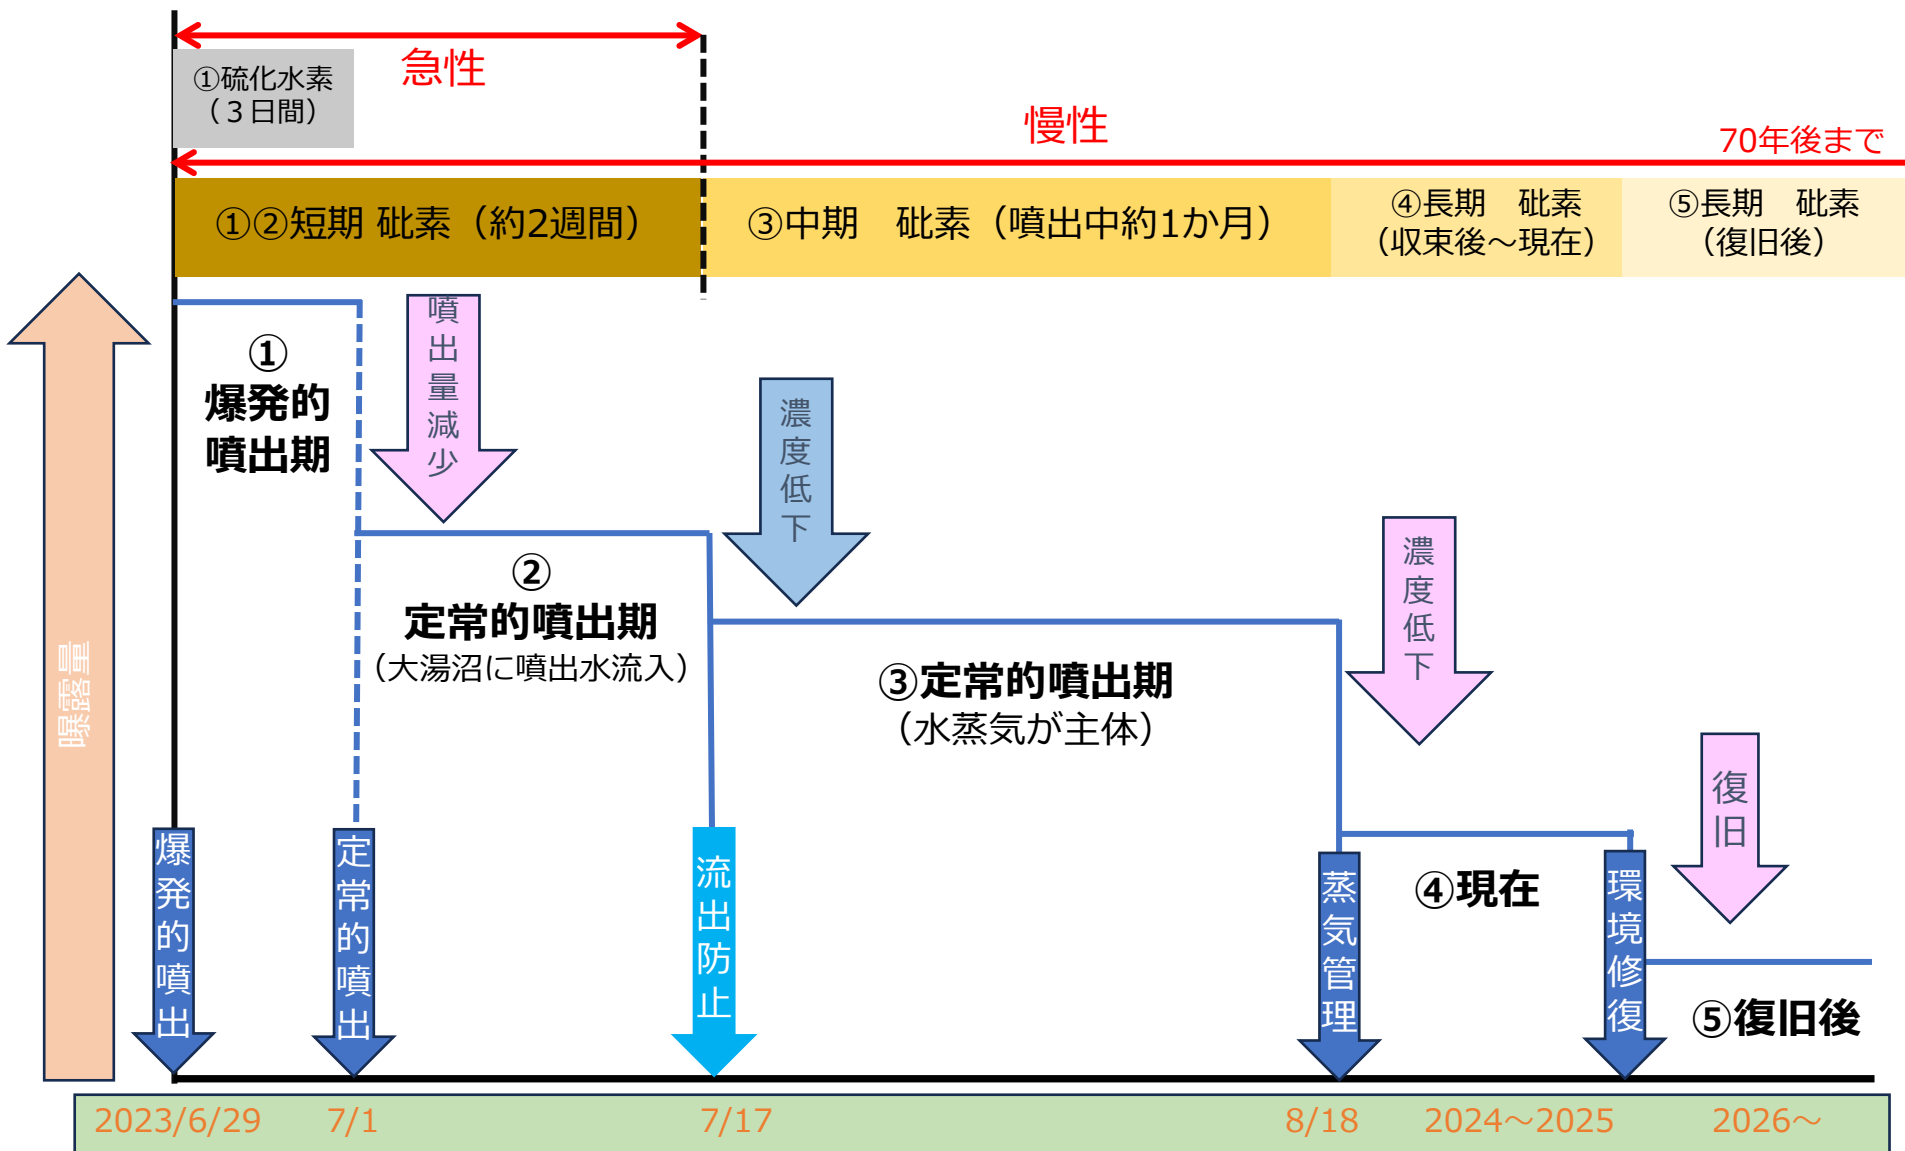 急性
①硫化水素
（３日間）
慢性
70年後まで
①②短期 砒素（約2週間）
③中期　砒素（噴出中約1か月）
④長期　砒素
（収束後～現在）
⑤長期　砒素
（復旧後）
曝露量
①
爆発的
噴出期
噴出量減少
濃度低下
②
定常的噴出期
（大湯沼に噴出水流入）
③定常的噴出期
（水蒸気が主体）
濃度低下
復旧
④現在
⑤復旧後
爆発的噴出
定常的噴出
流出防止
蒸気管理
環境修復
2023/6/29
7/1
7/17
8/18
2024～2025
2026～